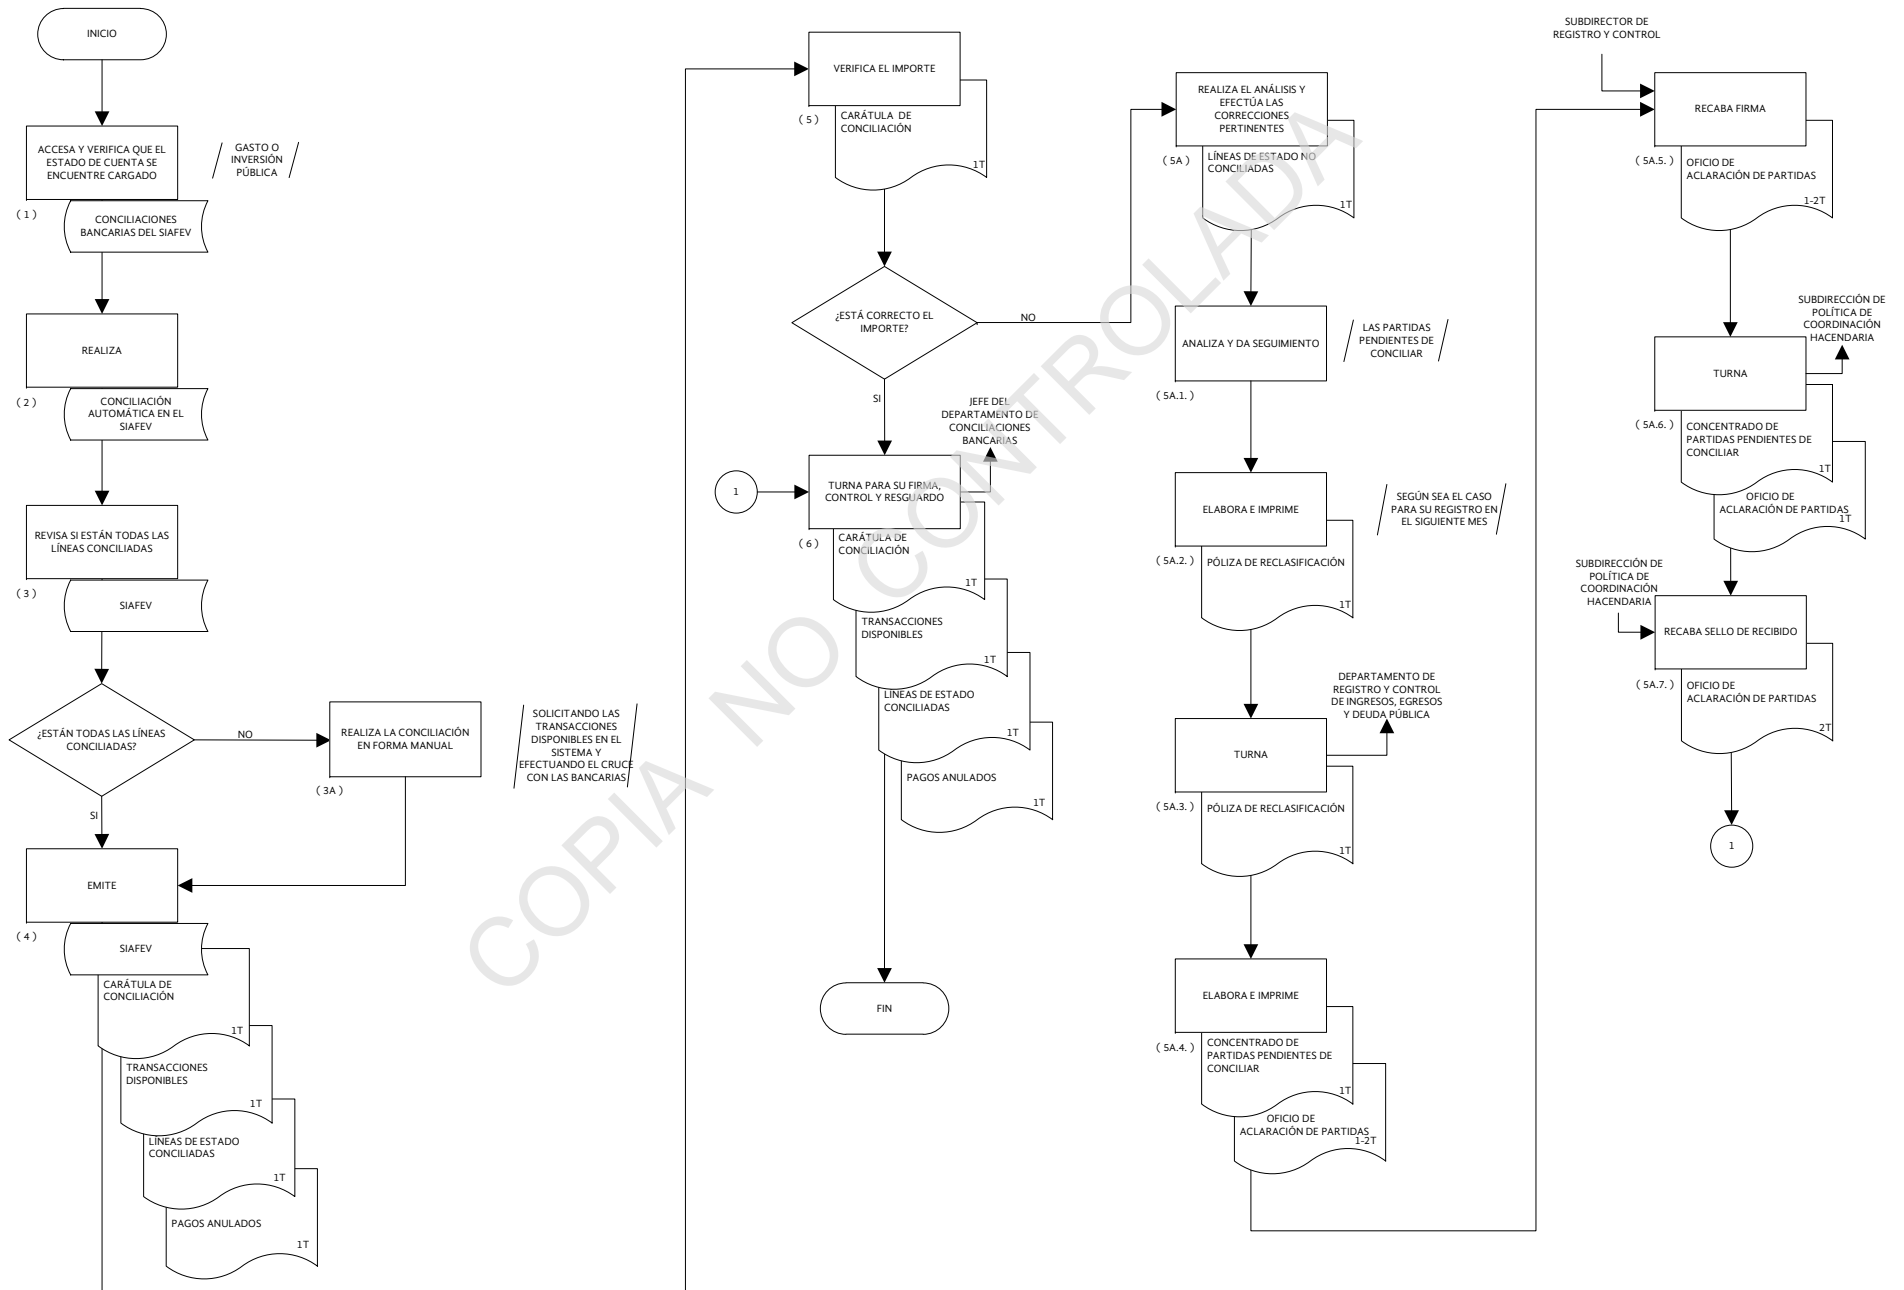 INICIO
ACCESA Y VERIFICA QUE EL
ESTADO DE CUENTA SE
ENCUENTRE CARGADO
GASTO O
INVERSIÓN
PÚBLICA
( 1 )
CONCILIACIONES
BANCARIAS DEL SIAFEV
REALIZA
( 2 )
CONCILIACIÓN
AUTOMÁTICA EN EL
SIAFEV
REVISA SI ESTÁN TODAS LAS
LÍNEAS CONCILIADAS
( 3 )
SIAFEV
¿ESTÁN TODAS LAS LÍNEAS
CONCILIADAS?
NO
SI
REALIZA LA CONCILIACIÓN
EN FORMA MANUAL
( 3A )
SOLICITANDO LAS
TRANSACCIONES
DISPONIBLES EN EL
SISTEMA Y
EFECTUANDO EL CRUCE
CON LAS BANCARIAS
EMITE
( 4 )
SIAFEV
CARÁTULA DE
CONCILIACIÓN
1T
TRANSACCIONES
DISPONIBLES
1T
LÍNEAS DE ESTADO
CONCILIADAS
1T
PAGOS ANULADOS
1T
VERIFICA EL IMPORTE
( 5 )
CARÁTULA DE
CONCILIACIÓN
1T
¿ESTÁ CORRECTO EL
IMPORTE?
NO
SI
JEFE DEL
DEPARTAMENTO DE
CONCILIACIONES
BANCARIAS
1
TURNA PARA SU FIRMA,
CONTROL Y RESGUARDO
( 6 )
CARÁTULA DE
CONCILIACIÓN
1T
TRANSACCIONES
DISPONIBLES
1T
LÍNEAS DE ESTADO
CONCILIADAS
1T
PAGOS ANULADOS
1T
FIN
REALIZA EL ANÁLISIS Y
EFECTÚA LAS
CORRECCIONES
PERTINENTES
( 5A )
LÍNEAS DE ESTADO NO
CONCILIADAS
1T
ANALIZA Y DA SEGUIMIENTO
( 5A.1. )
LAS PARTIDAS
PENDIENTES DE
CONCILIAR
ELABORA E IMPRIME
( 5A.2. )
SEGÚN SEA EL CASO
PARA SU REGISTRO EN
EL SIGUIENTE MES
PÓLIZA DE RECLASIFICACIÓN
1T
DEPARTAMENTO DE
REGISTRO Y CONTROL
DE INGRESOS, EGRESOS
Y DEUDA PÚBLICA
TURNA
( 5A.3. )
PÓLIZA DE RECLASIFICACIÓN
1T
ELABORA E IMPRIME
( 5A.4. )
CONCENTRADO DE
PARTIDAS PENDIENTES DE
CONCILIAR
1T
OFICIO DE
ACLARACIÓN DE PARTIDAS
1-2T
SUBDIRECTOR DE
REGISTRO Y CONTROL
RECABA FIRMA
( 5A.5. )
OFICIO DE
ACLARACIÓN DE PARTIDAS
1-2T
SUBDIRECCIÓN DE
POLÍTICA DE
COORDINACIÓN
HACENDARIA
TURNA
( 5A.6. )
CONCENTRADO DE
PARTIDAS PENDIENTES DE
CONCILIAR
1T
OFICIO DE
ACLARACIÓN DE PARTIDAS
1T
SUBDIRECCIÓN DE
POLÍTICA DE
COORDINACIÓN
HACENDARIA
RECABA SELLO DE RECIBIDO
( 5A.7. )
OFICIO DE
ACLARACIÓN DE PARTIDAS
2T
1
COPIA NO CONTROLADA